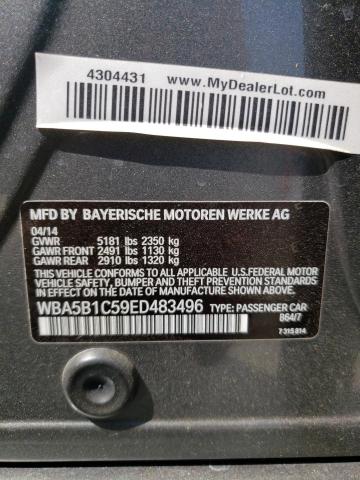 4304431 www.MyDealerLot.com
MFD BY BAYERISCHE MOTOREN WERKE AG
04/14
GVWR 5181 lbs 2350 kg
GAWR FRONT 2491 lbs 1130 kg
GAWR REAR 2910 lbs 1320 kg
THIS VEHICLE CONFORMS TO ALL APPLICABLE U.S.FEDERAL MOTOR
VEHICLE SAFETY, BUMPER, AND THEFT PREVENTION STANDARDS
IN EFFECT ON THE DATE OF MANUFACTURE SHOWN ABOVE.
WBA5B1C59ED483496 TYPE: PASSENGER CAR
864/7
7 315 814